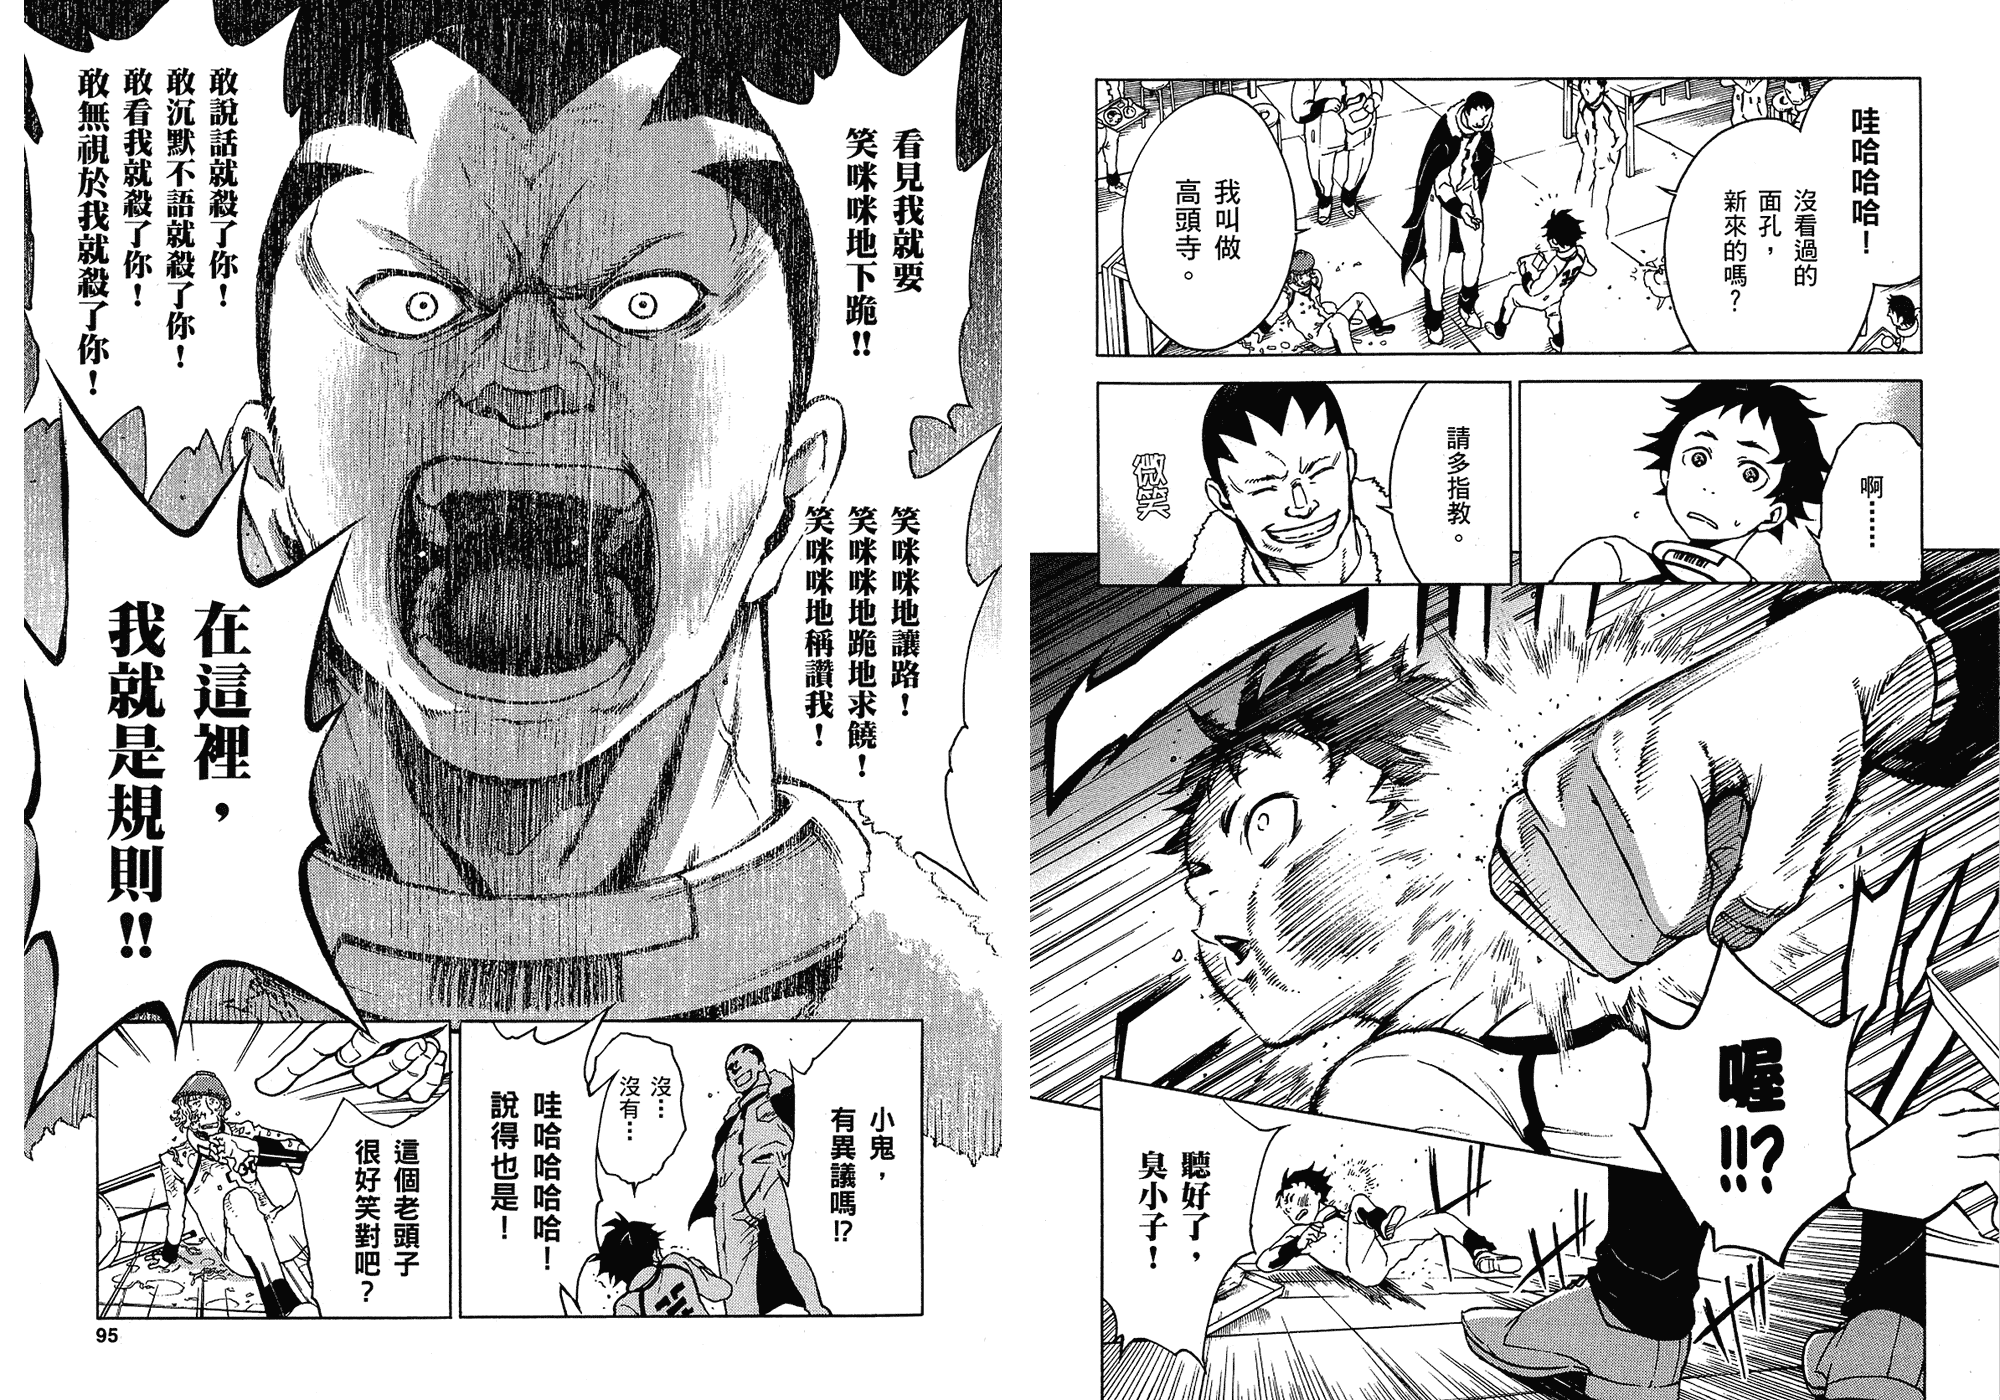 哇哈哈哈！
沒看過的
面孔，
新來的嗎？
我叫做
高頭寺。
啊……
請多指教。
微笑
喔!!?
聽好了，
臭小子！
看見我就要
笑咪咪地下跪!!
笑咪咪地讓路！
笑咪咪地跪地求饒！
笑咪咪地稱讚我！
敢說話就殺了你！
敢沉默不語就殺了你！
敢看我就殺了你！
敢無視於我就殺了你！
在這裡，
我就是規則!!
小鬼，
有異議嗎!?
沒…
沒有…
哇哈哈哈哈！
說得也是！
這個老頭子
很好笑對吧？
95